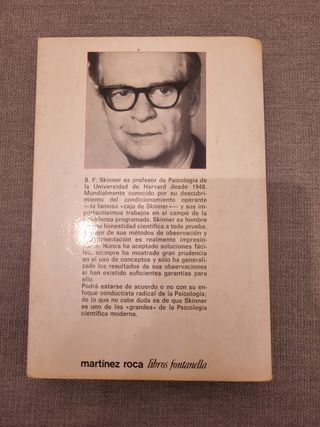 B. F. Skinner es profesor de Psicología de
la Universidad de Harvard desde 1948.
Mundialmente conocido por su descubri-
miento del condicionamiento operante
—la famosa «caja de Skinner»— y sus im-
portantísimos trabajos en el campo de la
enseñanza programada, Skinner es hombre
de una honestidad científica a toda prueba,
rigor de sus métodos de observación y
experimentación es realmente impresio-
nante. Nunca ha aceptado soluciones fáci-
les, siempre ha mostrado gran prudencia
en el uso de conceptos y sólo ha generali-
zado los resultados de sus observaciones
si han existido suficientes garantías para
ello.
Podrá estarse de acuerdo o no con su en-
foque conductista radical de la Psicología;
de lo que no cabe duda es de que Skinner
es uno de los «grandes» de la Psicología
científica moderna.
martínez roca libros fontanella